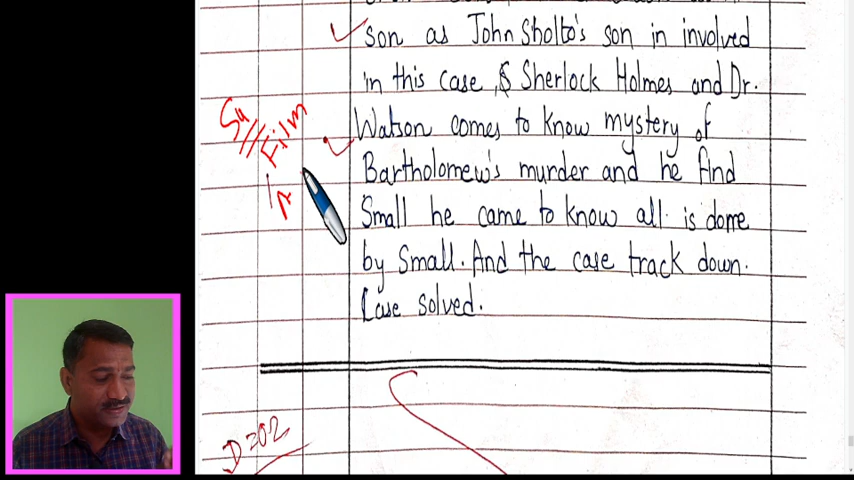 son as John Sholto's son in involved
in this case, & Sherlock Holmes and Dr.
Watson comes to know mystery of
Bartholomew's murder and he find
Small he came to know all is dome
by Small. And the case track down.
Case solved.
Film
D=02